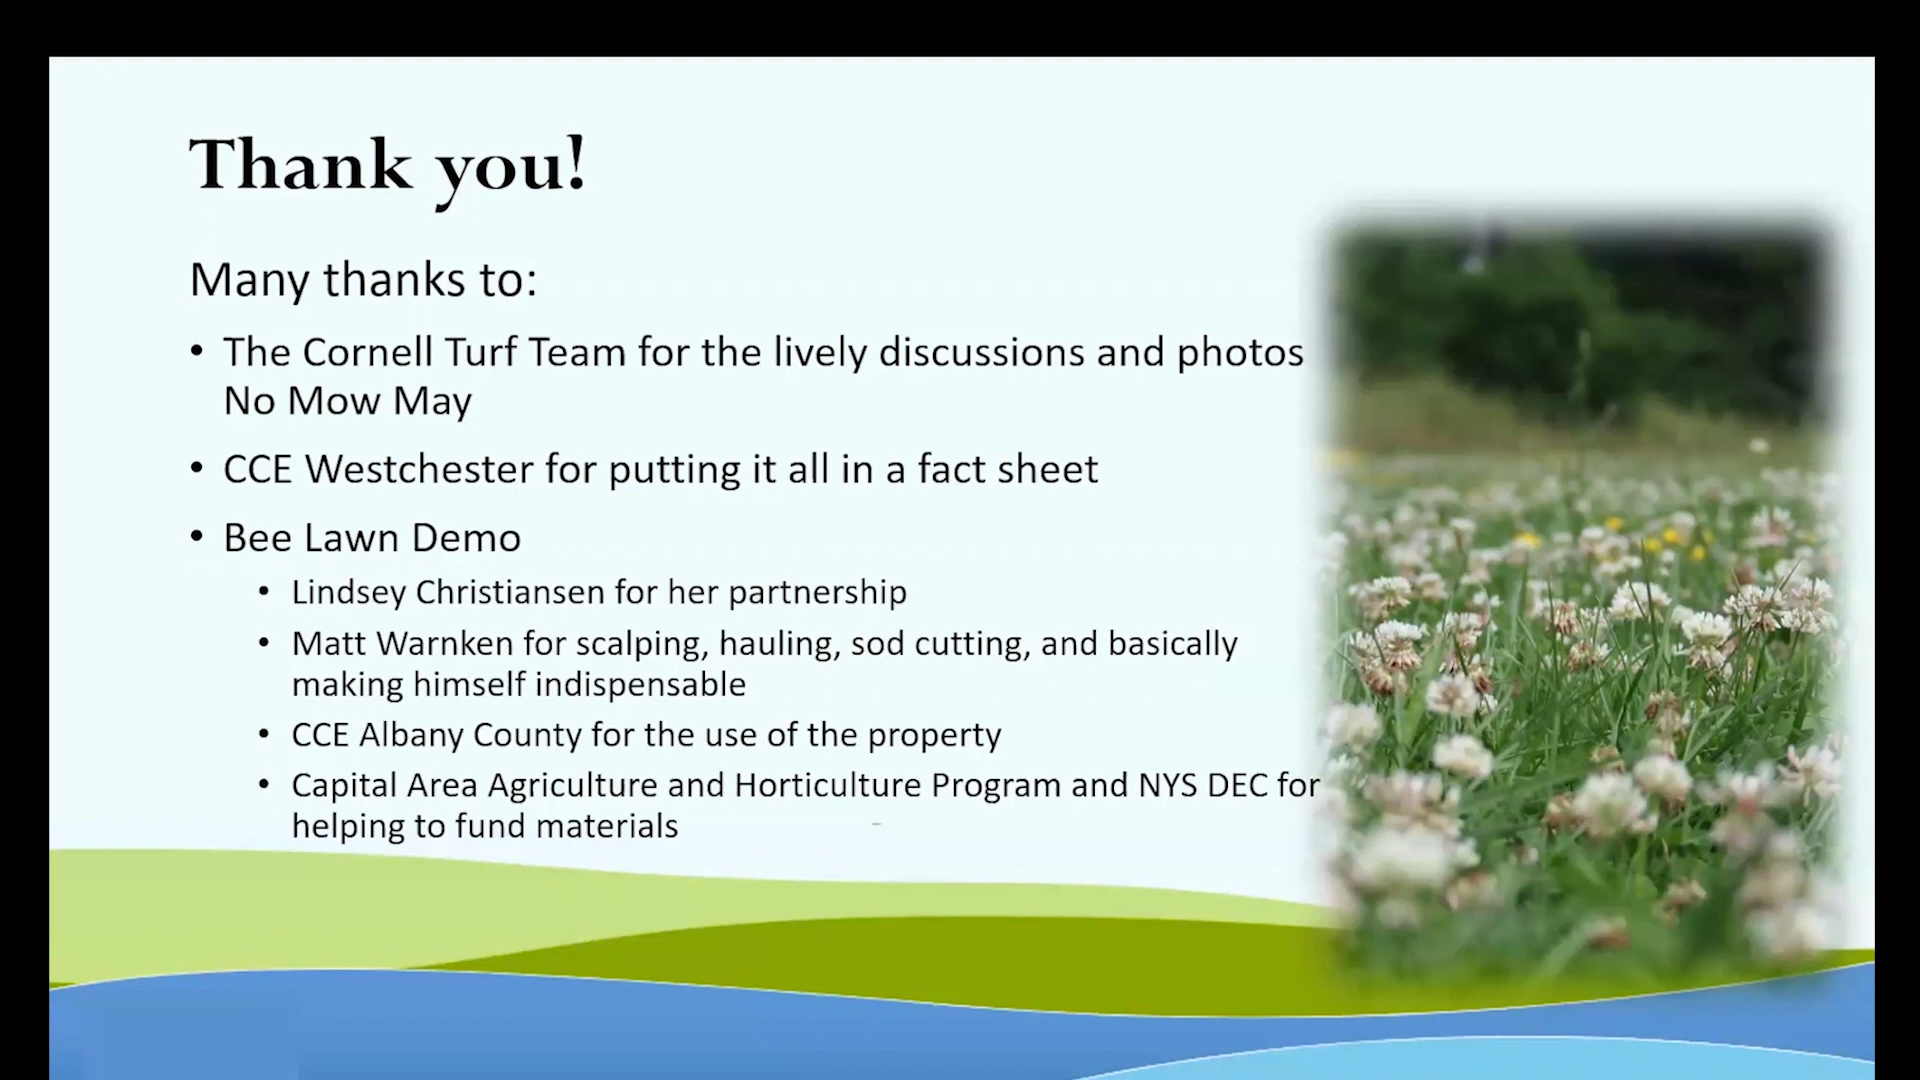 Thank you!
Many thanks to:
• The Cornell Turf Team for the lively discussions and photos
No Mow May
• CCE Westchester for putting it all in a fact sheet
• Bee Lawn Demo
• Lindsey Christiansen for her partnership
• Matt Warnken for scalping, hauling, sod cutting, and basically
making himself indispensable
• CCE Albany County for the use of the property
• Capital Area Agriculture and Horticulture Program and NYS DEC for
helping to fund materials